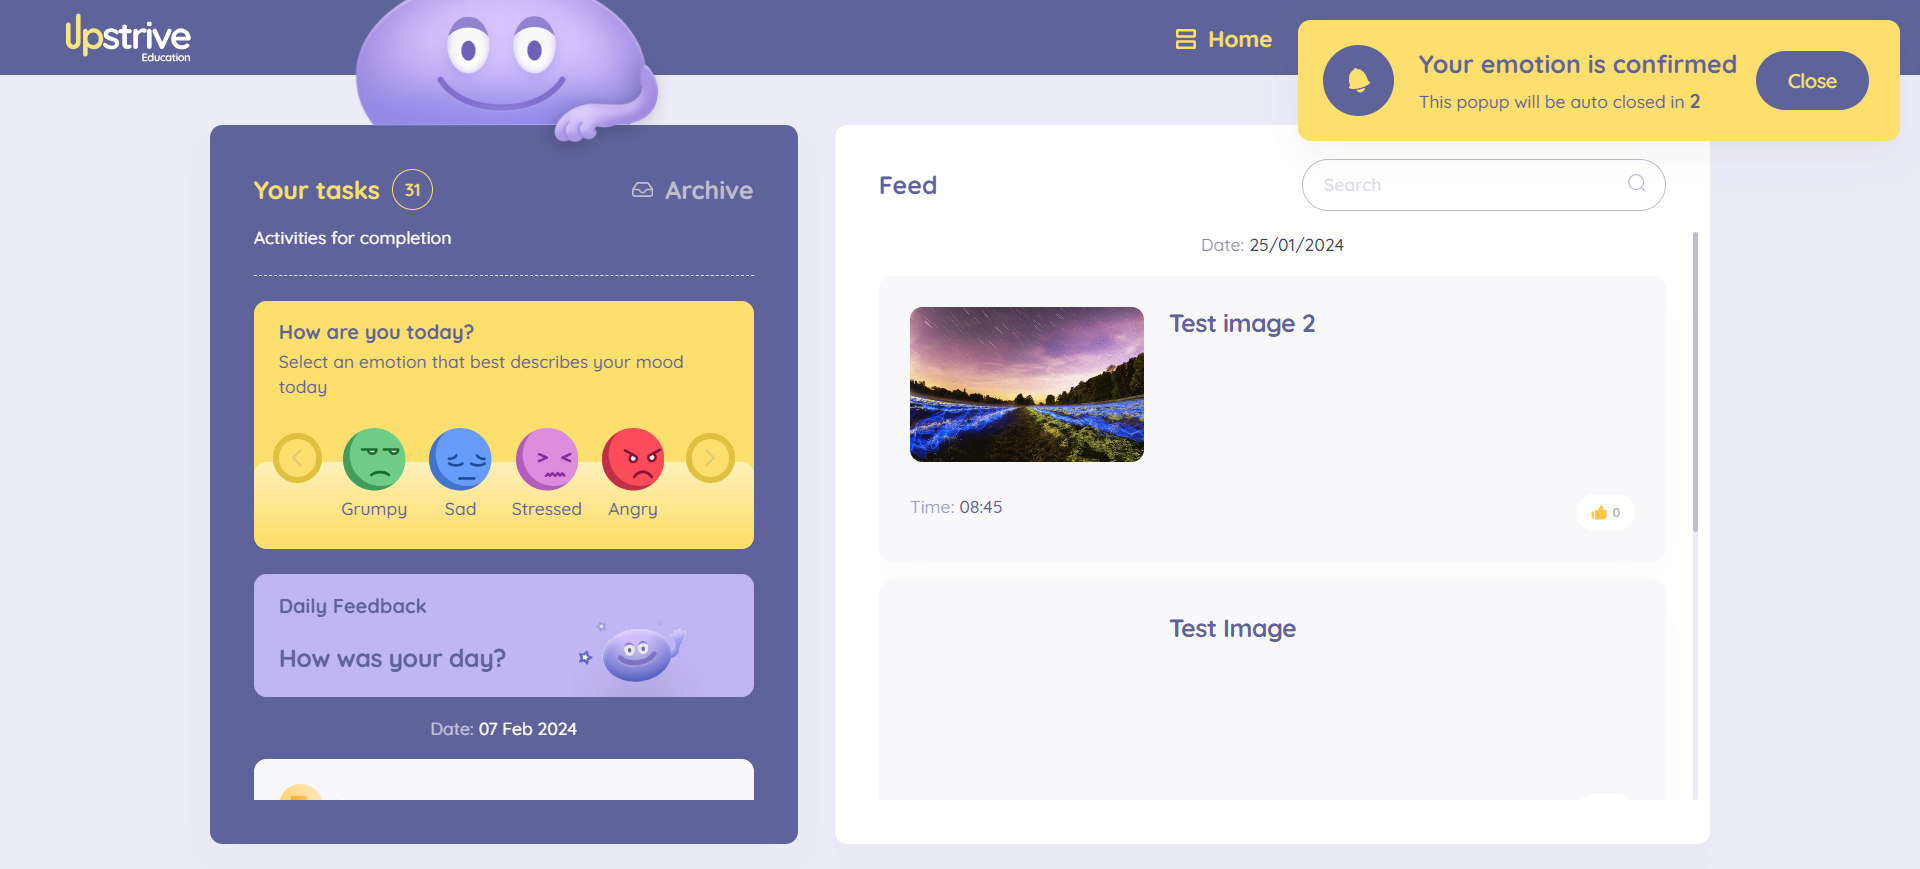 Upstrive
Education
Home
Your emotion is confirmed
This popup will be auto closed in 2
Close
Your tasks 31
Archive
Activities for completion
How are you today?
Select an emotion that best describes your mood
today
Grumpy Sad Stressed Angry
Daily Feedback
How was your day?
Date: 07 Feb 2024
Feed
Search
Date: 25/01/2024
Test image 2
Time: 08:45
0
Test Image